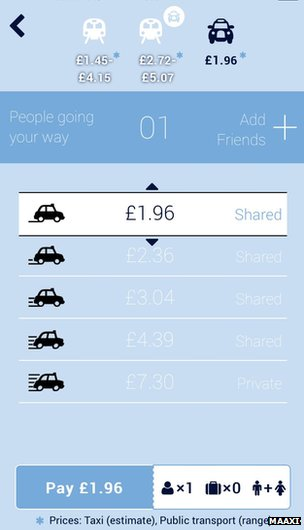 £1.45-*
£4.15
£2.72-*
£5.07
£1.96*
People going
your way
01
Add
Friends
£1.96 Shared
£2.36 Shared
£3.04 Shared
£4.39 Shared
£7.30 Private
Pay £1.96
×1 ×0 +
* Prices: Taxi (estimate), Public transport (range
MAAXI